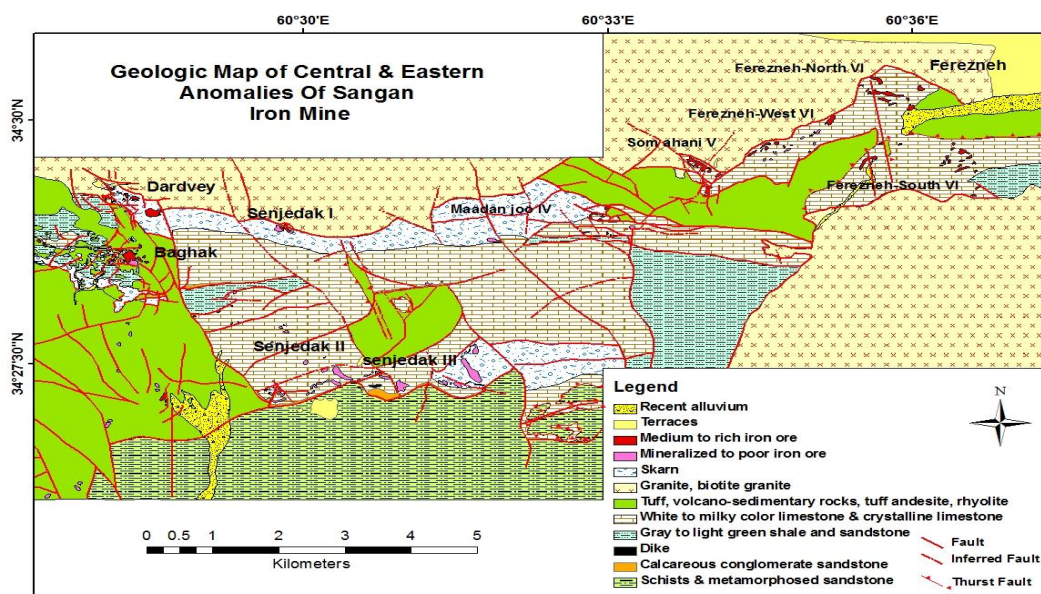 60°30'E
60°33'E
60°36'E
Geologic Map of Central & Eastern
Anomalies Of Sangan
Iron Mine
34°30'N
34°27'30"N
Ferezneh-North VI
Ferezneh
Ferezneh-West VI
Som ahani V
Ferezneh-South VI
Dardvey
Senjedak I
Maadan joo IV
Baghak
Senjedak II
senjedak III
Legend
Recent alluvium
Terraces
Medium to rich iron ore
Mineralized to poor iron ore
Skarn
Granite, biotite granite
Tuff, volcano-sedimentary rocks, tuff andesite, rhyolite
White to milky color limestone & crystalline limestone
Gray to light green shale and sandstone
Dike
Calcareous conglomerate sandstone
Schists & metamorphosed sandstone
N
Fault
Inferred Fault
Thurst Fault
0 0.5 1 2 3 4 5
Kilometers